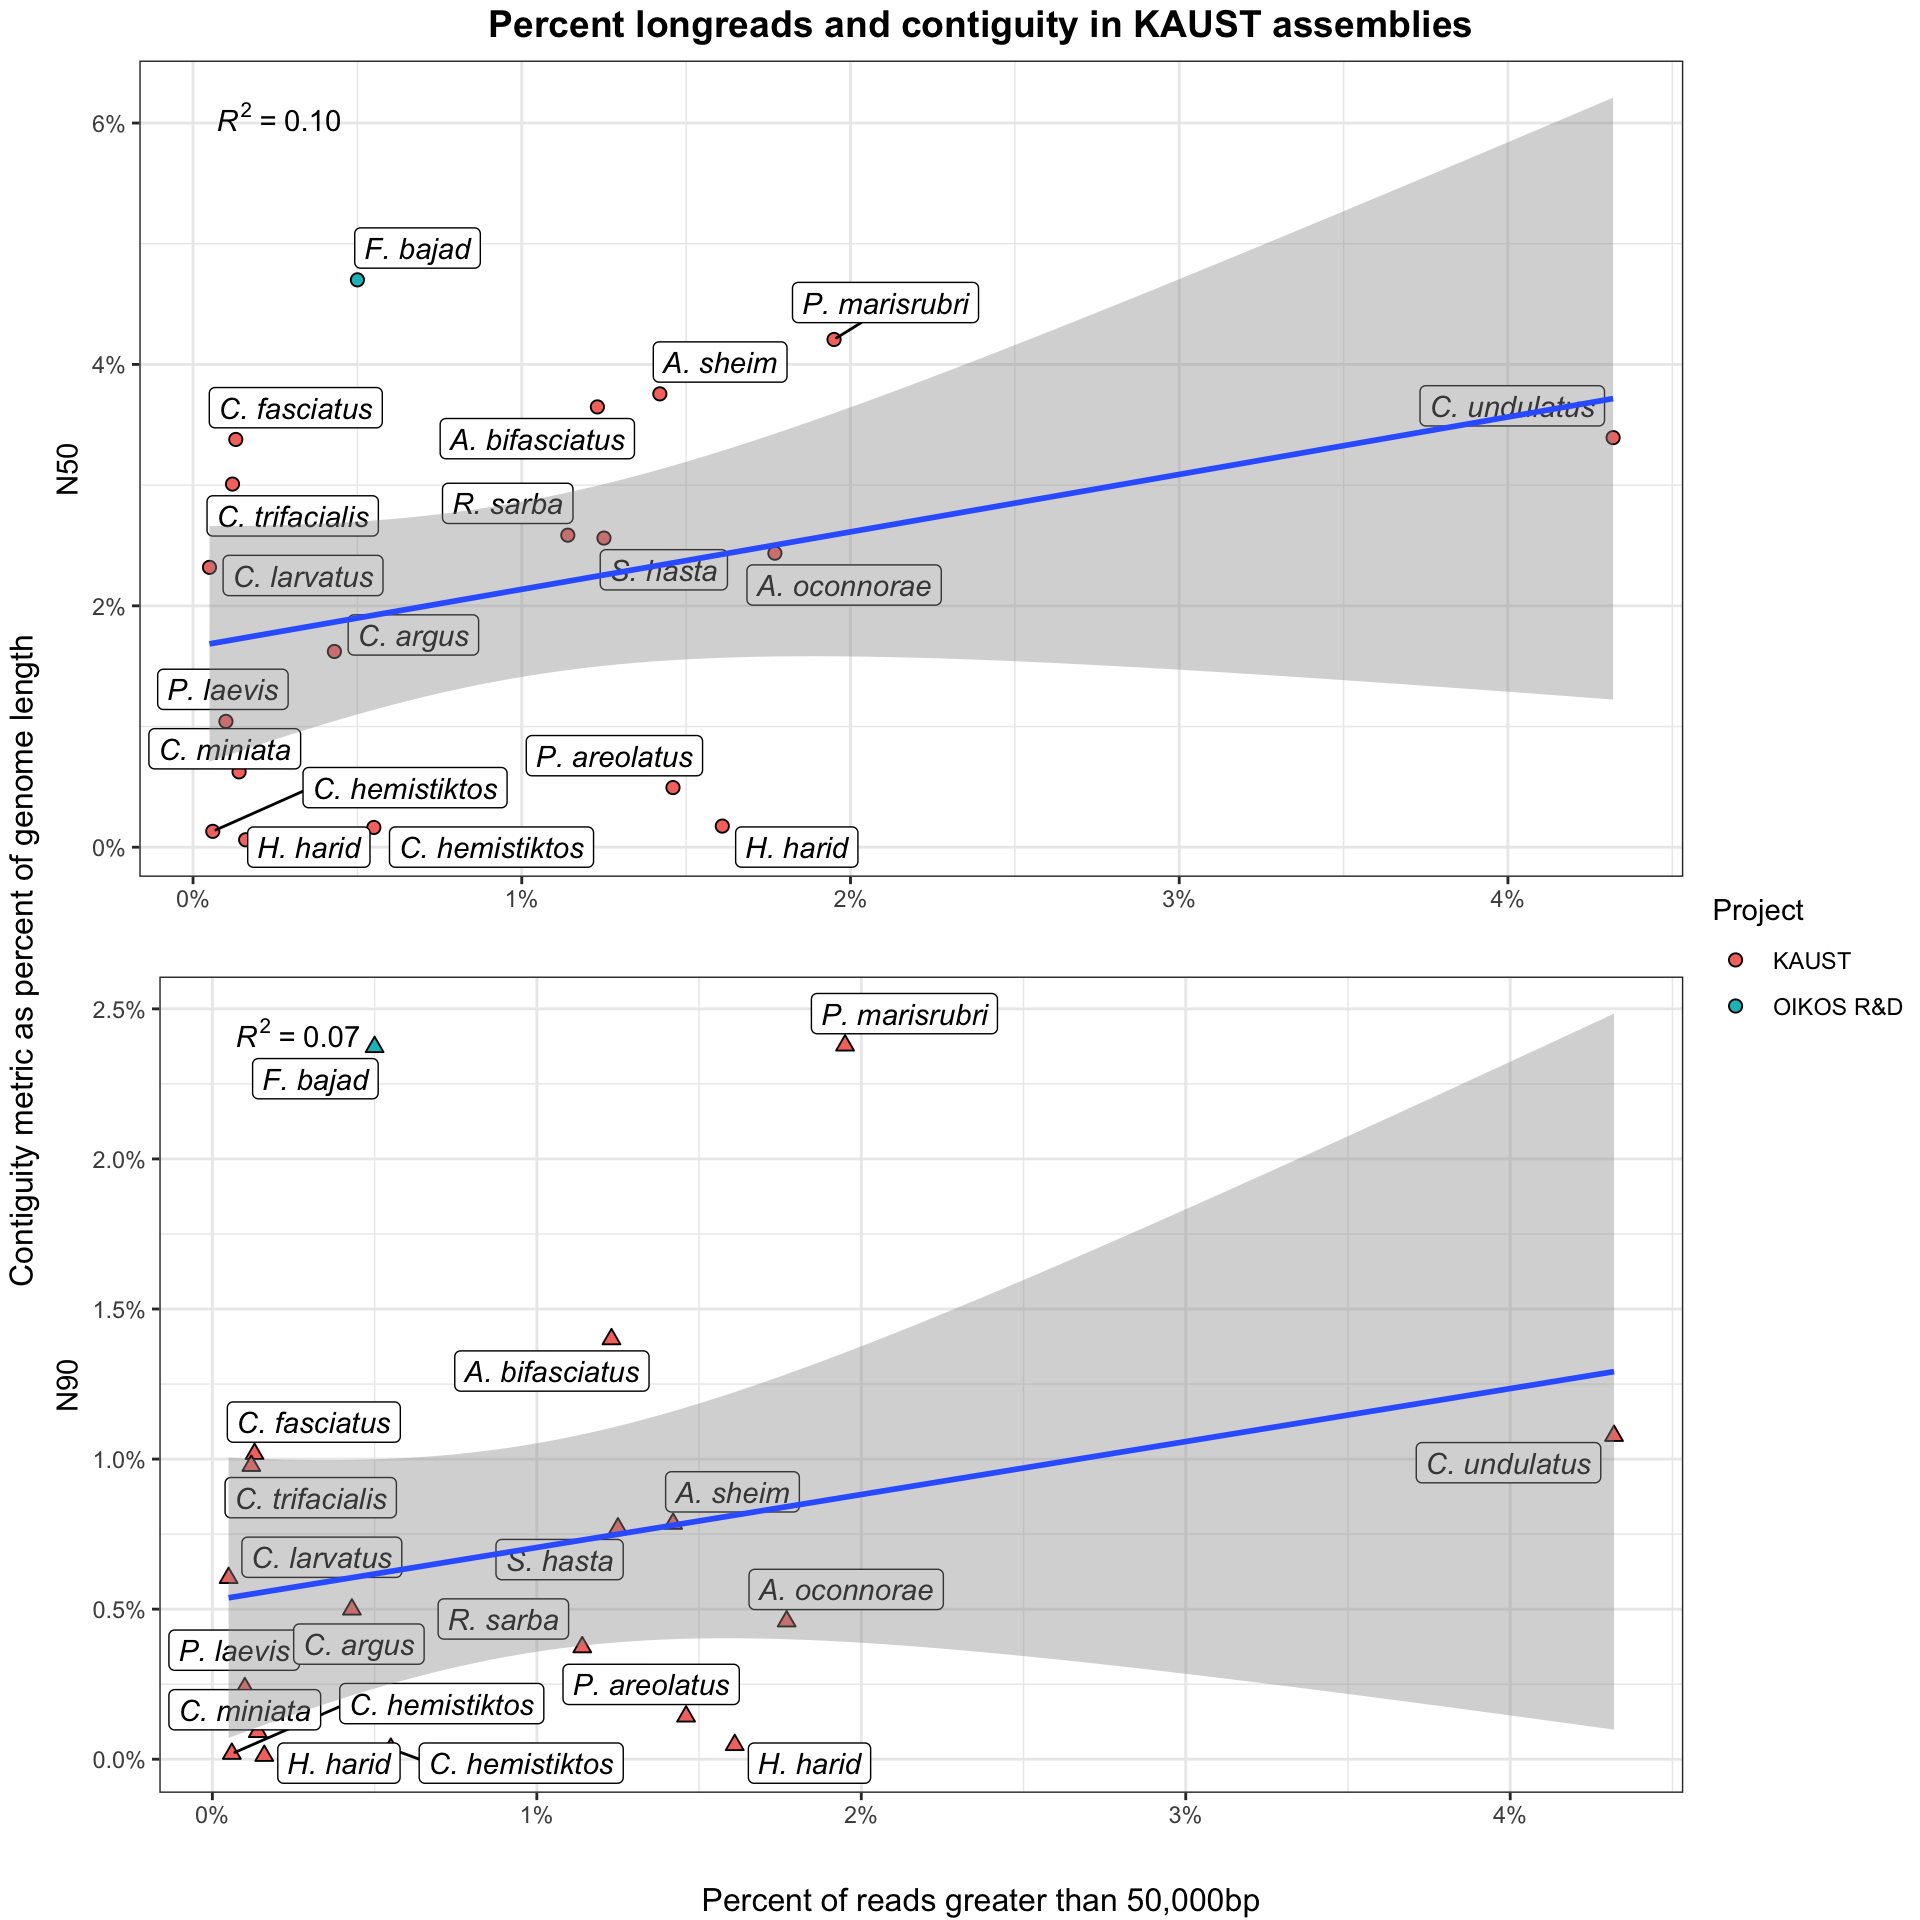 Percent longreads and contiguity in KAUST assemblies
Contiguity metric as percent of genome length
N50
6%
4%
2%
0%
R² = 0.10
F. bajad
P. marisrubri
A. sheim
C. fasciatus
C. undulatus
A. bifasciatus
R. sarba
C. trifacialis
S. hasta
C. larvatus
A. oconnorae
C. argus
P. laevis
C. miniata
P. areolatus
C. hemistiktos
H. harid
C. hemistiktos
H. harid
0%
1%
2%
3%
4%
Project
KAUST
OIKOS R&D
N90
2.5%
2.0%
1.5%
1.0%
0.5%
0.0%
P. marisrubri
R² = 0.07
F. bajad
A. bifasciatus
C. fasciatus
C. undulatus
A. sheim
C. trifacialis
C. larvatus
S. hasta
A. oconnorae
R. sarba
P. laevis
C. argus
P. areolatus
C. hemistiktos
C. miniata
H. harid
C. hemistiktos
H. harid
0%
1%
2%
3%
4%
Percent of reads greater than 50,000bp